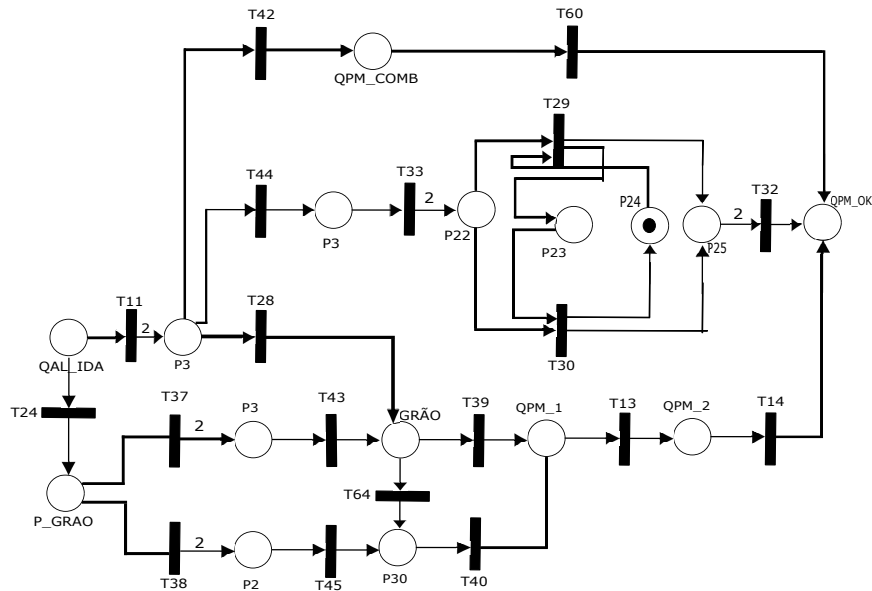 T42
T60
QPM_COMB
T29
T44
T33
2
P24
T32
QPM_OK
2
P3
P22
P23
P25
T11
T28
2
QAL_IDA
P3
T30
T37
P3
T43
GRÃO
T39
QPM_1
T13
QPM_2
T14
T24
2
T64
P_GRAO
2
T38
P2
T45
P30
T40